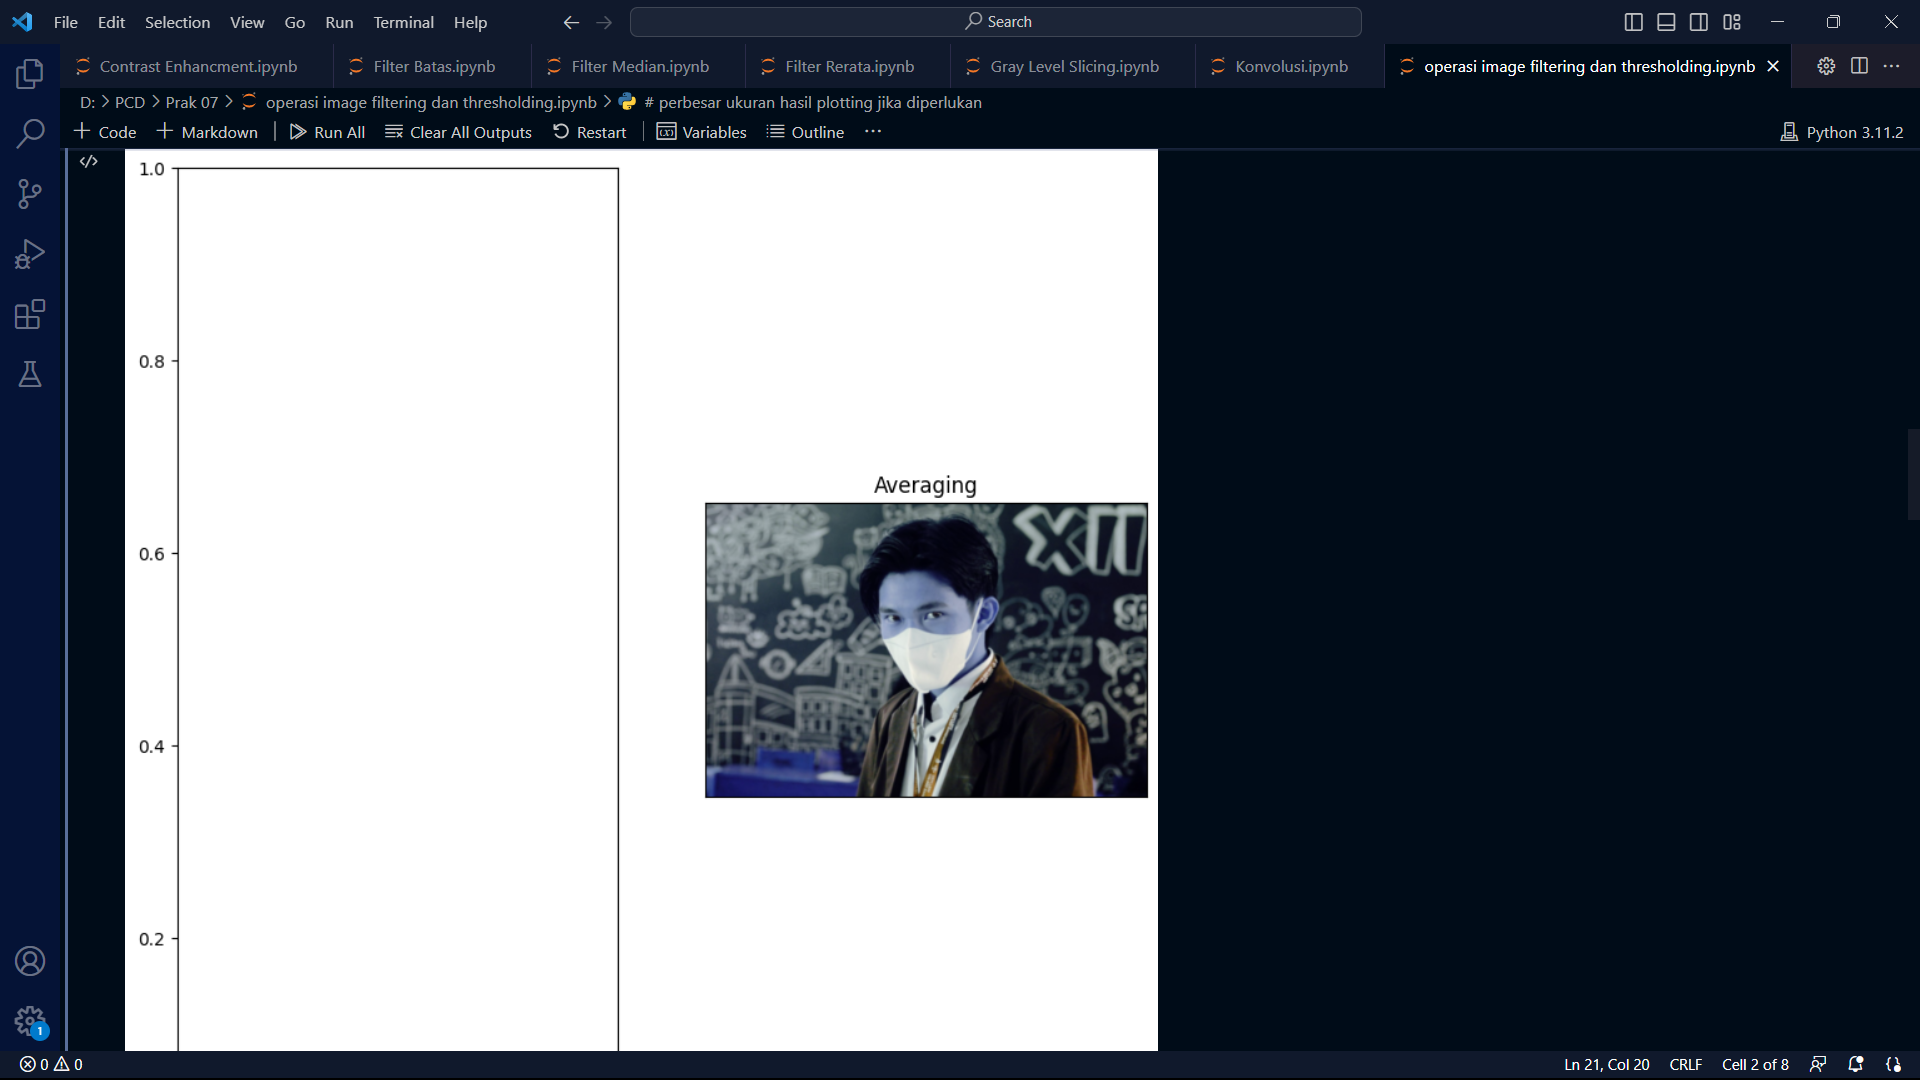 File Edit Selection View Go Run Terminal Help
Search
Contrast Enhancment.ipynb
Filter Batas.ipynb
Filter Median.ipynb
Filter Rerata.ipynb
Gray Level Slicing.ipynb
Konvolusi.ipynb
operasi image filtering dan thresholding.ipynb
D: > PCD > Prak 07 > operasi image filtering dan thresholding.ipynb > # perbesar ukuran hasil plotting jika diperlukan
+ Code + Markdown | Run All Clear All Outputs Restart | Variables Outline ...
Python 3.11.2
1.0
0.8
0.6
0.4
0.2
Averaging
XII
1
0 0
Ln 21, Col 20 CRLF Cell 2 of 8